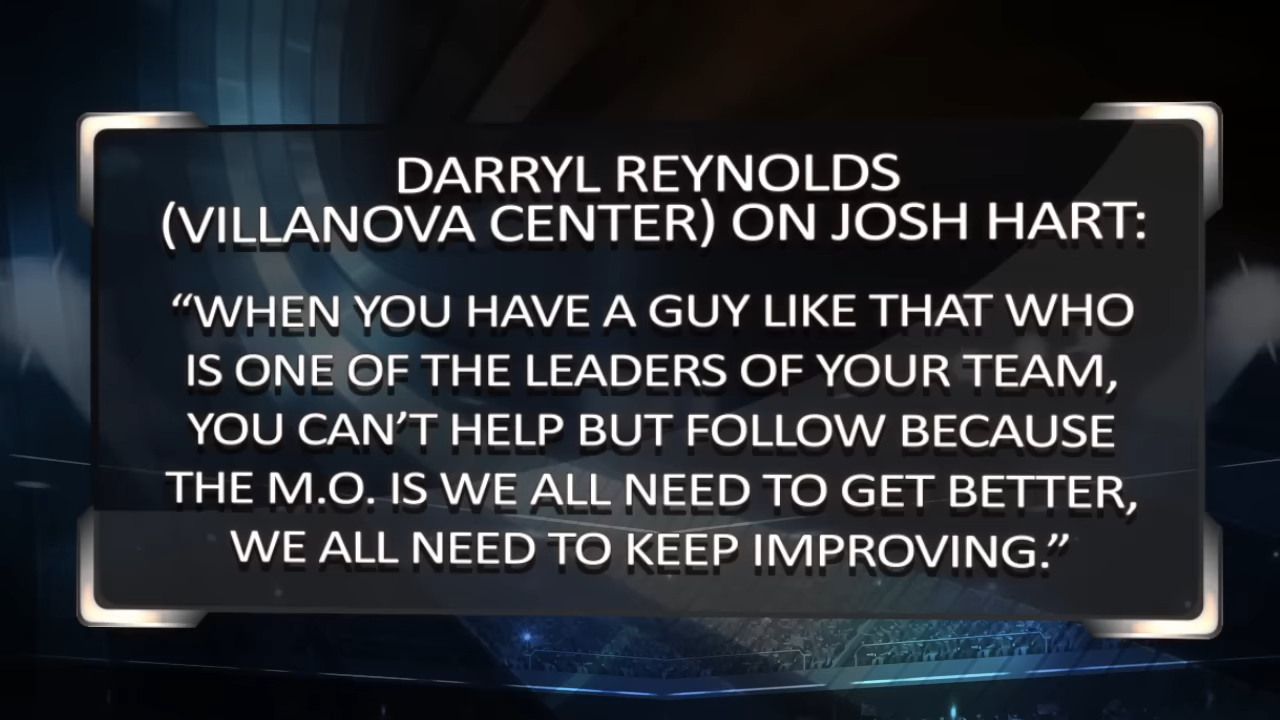 DARRYL REYNOLDS
(VILLANOVA CENTER) ON JOSH HART:
“WHEN YOU HAVE A GUY LIKE THAT WHO
IS ONE OF THE LEADERS OF YOUR TEAM,
YOU CAN’T HELP BUT FOLLOW BECAUSE
THE M.O. IS WE ALL NEED TO GET BETTER,
WE ALL NEED TO KEEP IMPROVING.”